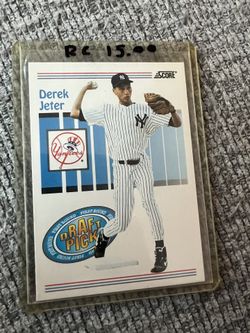 RC 15.00
SCORE
Derek
Jeter
Yankees
DRAFT
PICK